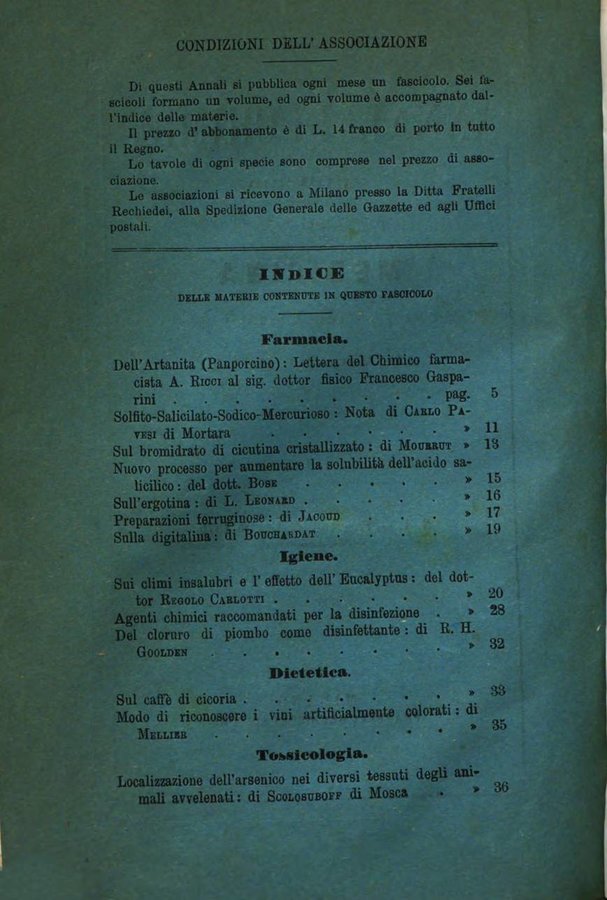 CONDIZIONI DELL' ASSOCIAZIONE
Di questi Annali si pubblica ogni mese un fascicolo. Sei fa-
scicoli formano un volume, ed ogni volume è accompagnato dal-
l'indice delle materie.
Il prezzo d' abbonamento è di L. 14 franco di porto in tutto
il Regno.
Le tavole di ogni specie sono comprese nel prezzo di asso-
ciazione.
Le associazioni si ricevono a Milano presso la Ditta Fratelli
Rechiedei, alla Spedizione Generale delle Gazzette ed agli Uffici
postali.
INDICE
DELLE MATERIE CONTENUTE IN QUESTO FASCICOLO
Farmacia.
Dell'Artanita (Panporcino): Lettera del Chimico farma-
cista A. RICCI al sig. dottor fisico Francesco Gaspa-
rini . . . . . . . . . pag. 5
Solfito-Salicilato-Sodico-Mercurioso : Nota di CARLO PA-
VESI di Mortara . . . . . . » 11
Sul bromidrato di cicutina cristallizzato : di MOURRUT » 13
Nuovo processo per aumentare la solubilità dell'acido sa-
licilico : del dott. BOSE . . . . . » 15
Sull'ergotina : di L. LEONARD . . . . » 16
Preparazioni ferruginose : di JACOUD . . . » 17
Sulla digitalina : di BOUCHARDAT . . . . » 19
Igiene.
Sui climi insalubri e l' effetto dell' Eucalyptus : del dot-
tor REGOLO CARLOTTI . . . . . . » 20
Agenti chimici raccomandati per la disinfezione . » 28
Del cloruro di piombo come disinfettante : di R. H.
GOOLDEN . . . . . . . . » 32
Dietetica.
Sul caffè di cicoria . . . . . . . » 33
Modo di riconoscere i vini artificialmente colorati : di
MELLIER . . . . . . . . » 35
Tossicologia.
Localizzazione dell'arsenico nei diversi tessuti degli ani-
mali avvelenati : di SCOLOSUBOFF di Mosca . » 36